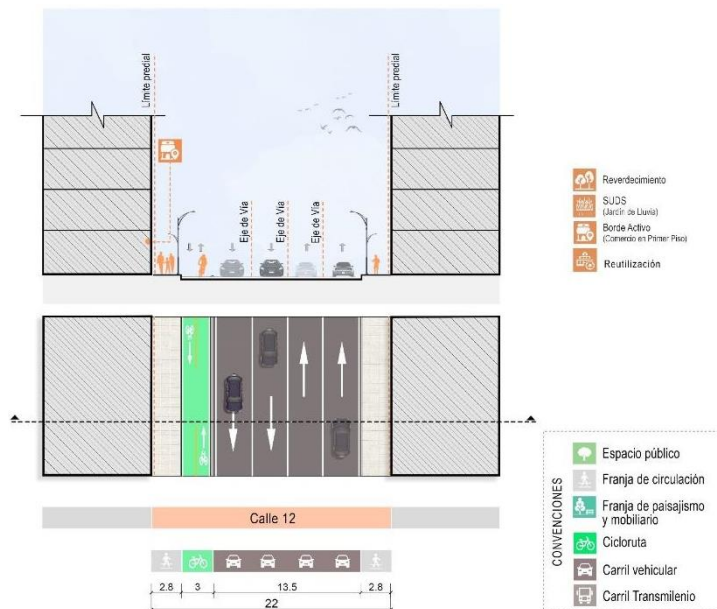 Límite predial
Límite predial
Eje de Vía
Eje de Vía
Eje de Vía
Reverdecimiento
SUDS
(Jardín de Lluvia)
Borde Activo
(Comercio en Primer Piso)
Reutilización
Calle 12
2.8
3
13.5
2.8
22
CONVENCIONES
Espacio público
Franja de circulación
Franja de paisajismo
y mobiliario
Cicloruta
Carril vehicular
Carril Transmilenio